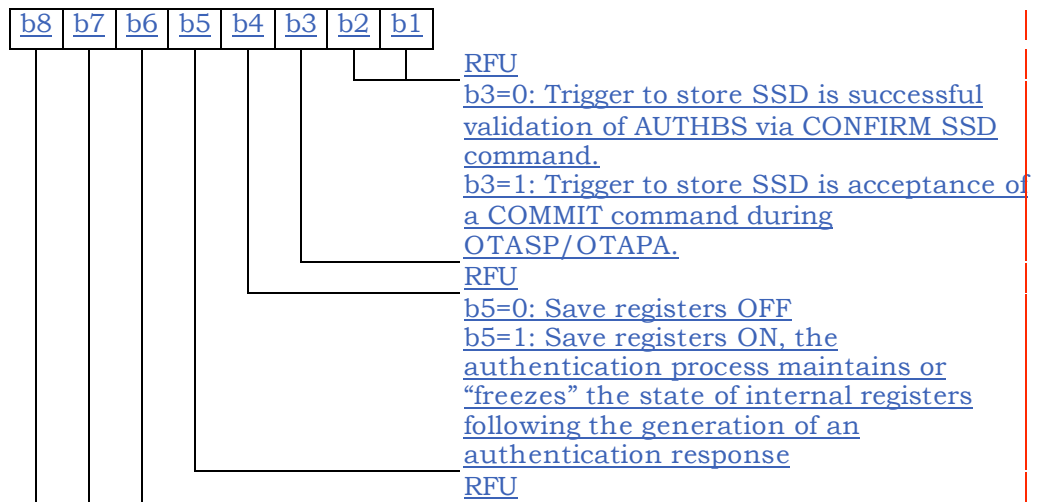 b8 b7 b6 b5 b4 b3 b2 b1
RFU
b3=0: Trigger to store SSD is successful
validation of AUTHBS via CONFIRM SSD
command.
b3=1: Trigger to store SSD is acceptance of
a COMMIT command during
OTASP/OTAPA.
RFU
b5=0: Save registers OFF
b5=1: Save registers ON, the
authentication process maintains or
“freezes” the state of internal registers
following the generation of an
authentication response
RFU